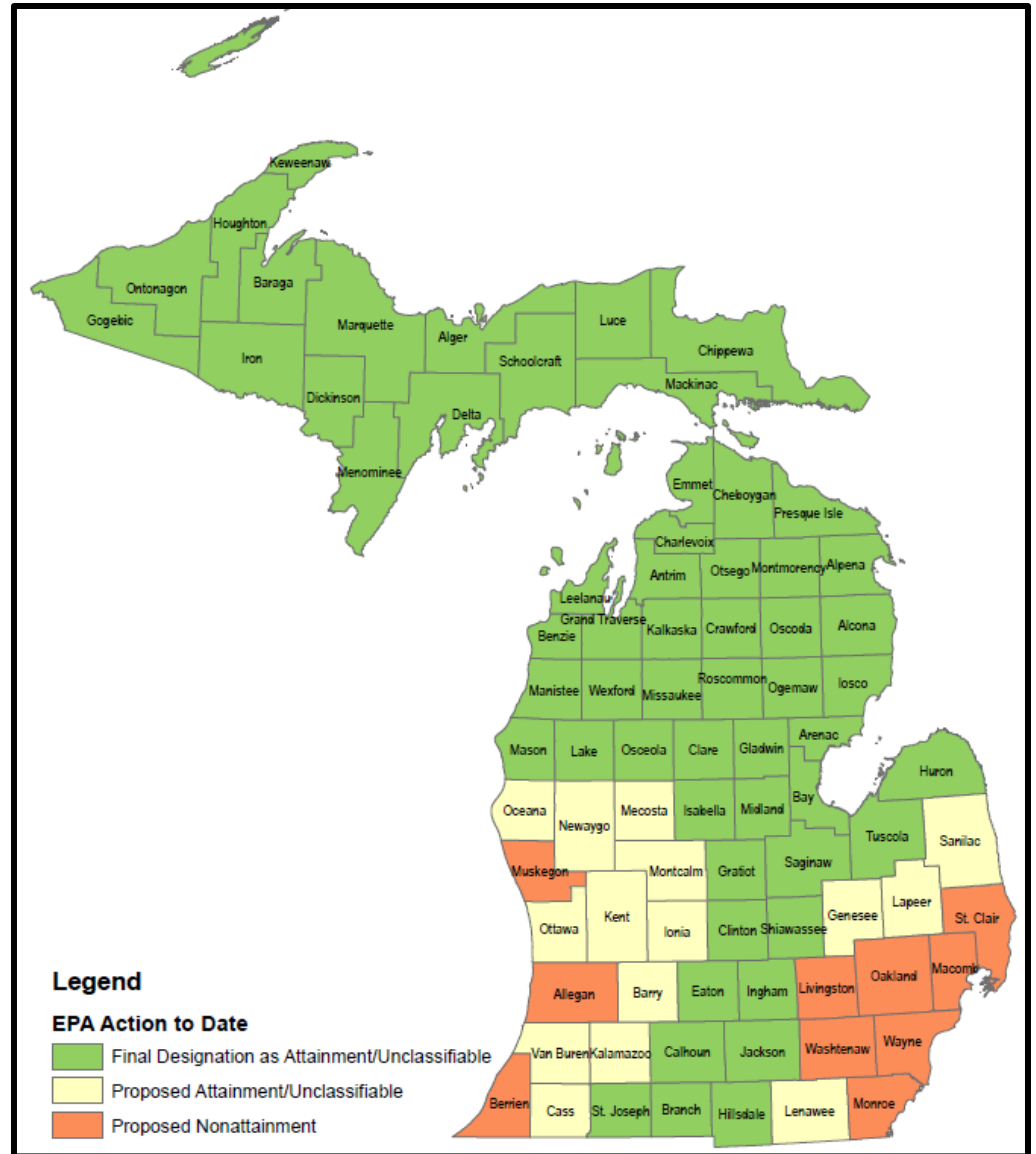 Keweenaw
Houghton
Ontonagon
Baraga
Gogebic
Marquette
Alger
Luce
Iron
Schoolcraft
Chippewa
Dickinson
Mackinac
Delta
Menominee
Emmet
Cheboygan
Presque Isle
Charlevoix
Antrim
Otsego
Montmorency
Alpena
Leelanau
Grand Traverse
Benzie
Kalkaska
Crawford
Oscoda
Alcona
Manistee
Wexford
Missaukee
Roscommon
Ogemaw
Iosco
Mason
Lake
Osceola
Clare
Gladwin
Arenac
Huron
Oceana
Newaygo
Mecosta
Isabella
Midland
Bay
Tuscola
Sanilac
Muskegon
Montcalm
Gratiot
Saginaw
Ottawa
Kent
Ionia
Clinton
Shiawassee
Genesee
Lapeer
St. Clair
Allegan
Barry
Eaton
Ingham
Livingston
Oakland
Macomb
Van Buren
Kalamazoo
Calhoun
Jackson
Washtenaw
Wayne
Berrien
Cass
St. Joseph
Branch
Hillsdale
Lenawee
Monroe
Legend
EPA Action to Date
Final Designation as Attainment/Unclassifiable
Proposed Attainment/Unclassifiable
Proposed Nonattainment